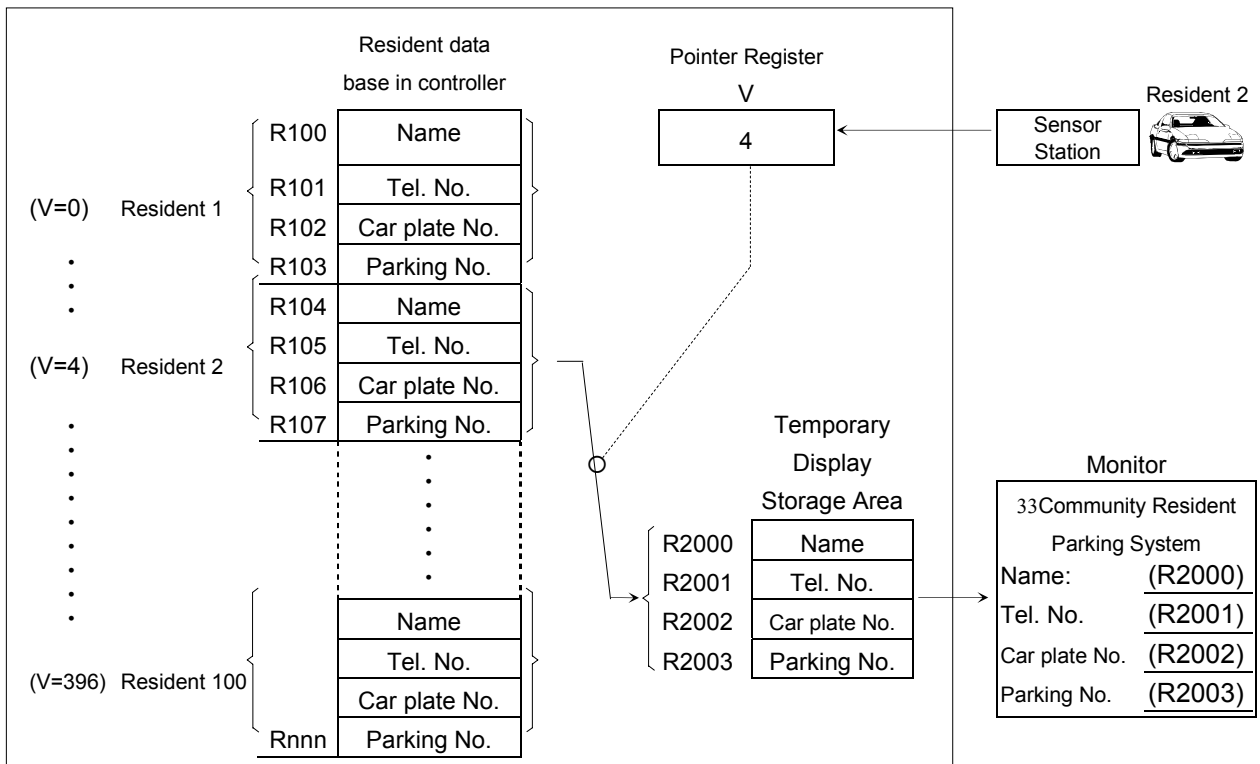 Resident data
base in controller
Pointer Register
V
4
Sensor
Station
Resident 2
(V=0) Resident 1
R100 Name
R101 Tel. No.
R102 Car plate No.
R103 Parking No.
(V=4) Resident 2
R104 Name
R105 Tel. No.
R106 Car plate No.
R107 Parking No.
(V=396) Resident 100
Name
Tel. No.
Car plate No.
Rnnn Parking No.
Temporary
Display
Storage Area
R2000 Name
R2001 Tel. No.
R2002 Car plate No.
R2003 Parking No.
Monitor
33Community Resident
Parking System
Name: (R2000)
Tel. No. (R2001)
Car plate No. (R2002)
Parking No. (R2003)